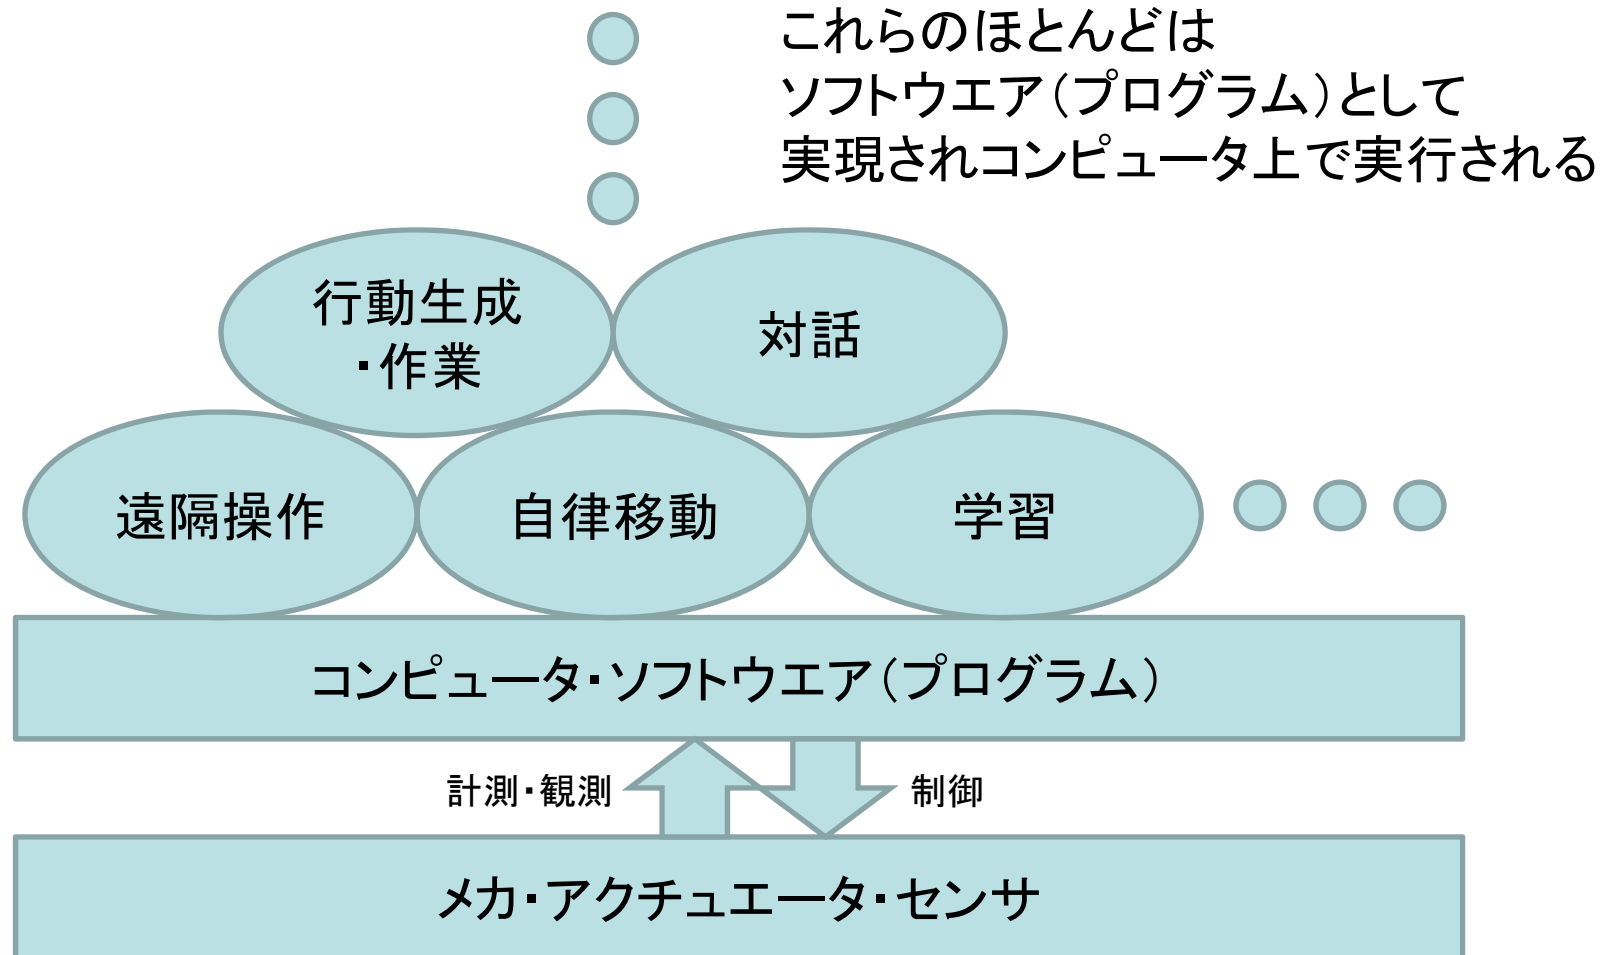 これらのほとんどは
ソフトウエア（プログラム）として
実現されコンピュータ上で実行される
行動生成
・作業
対話
遠隔操作
自律移動
学習
コンピュータ・ソフトウエア（プログラム）
計測・観測
制御
メカ・アクチュエータ・センサ